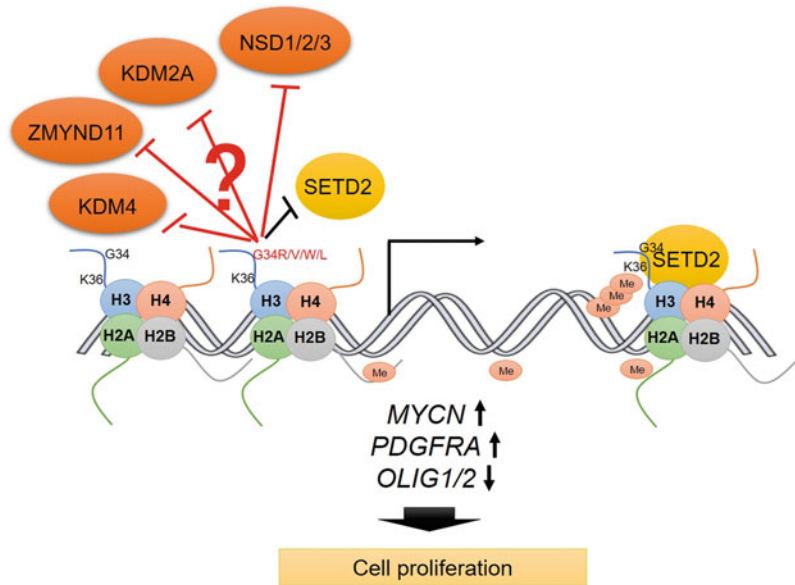 NSD1/2/3
KDM2A
ZMYND11
KDM4
?
SETD2
G34
K36
G34R/V/W/L
K36
G34
K36
SETD2
Me
Me
Me
H3 H4
H2A H2B
H3 H4
H2A H2B
H3 H4
H2A H2B
Me
Me
Me
MYCN
PDGFRA
OLIG1/2
Cell proliferation